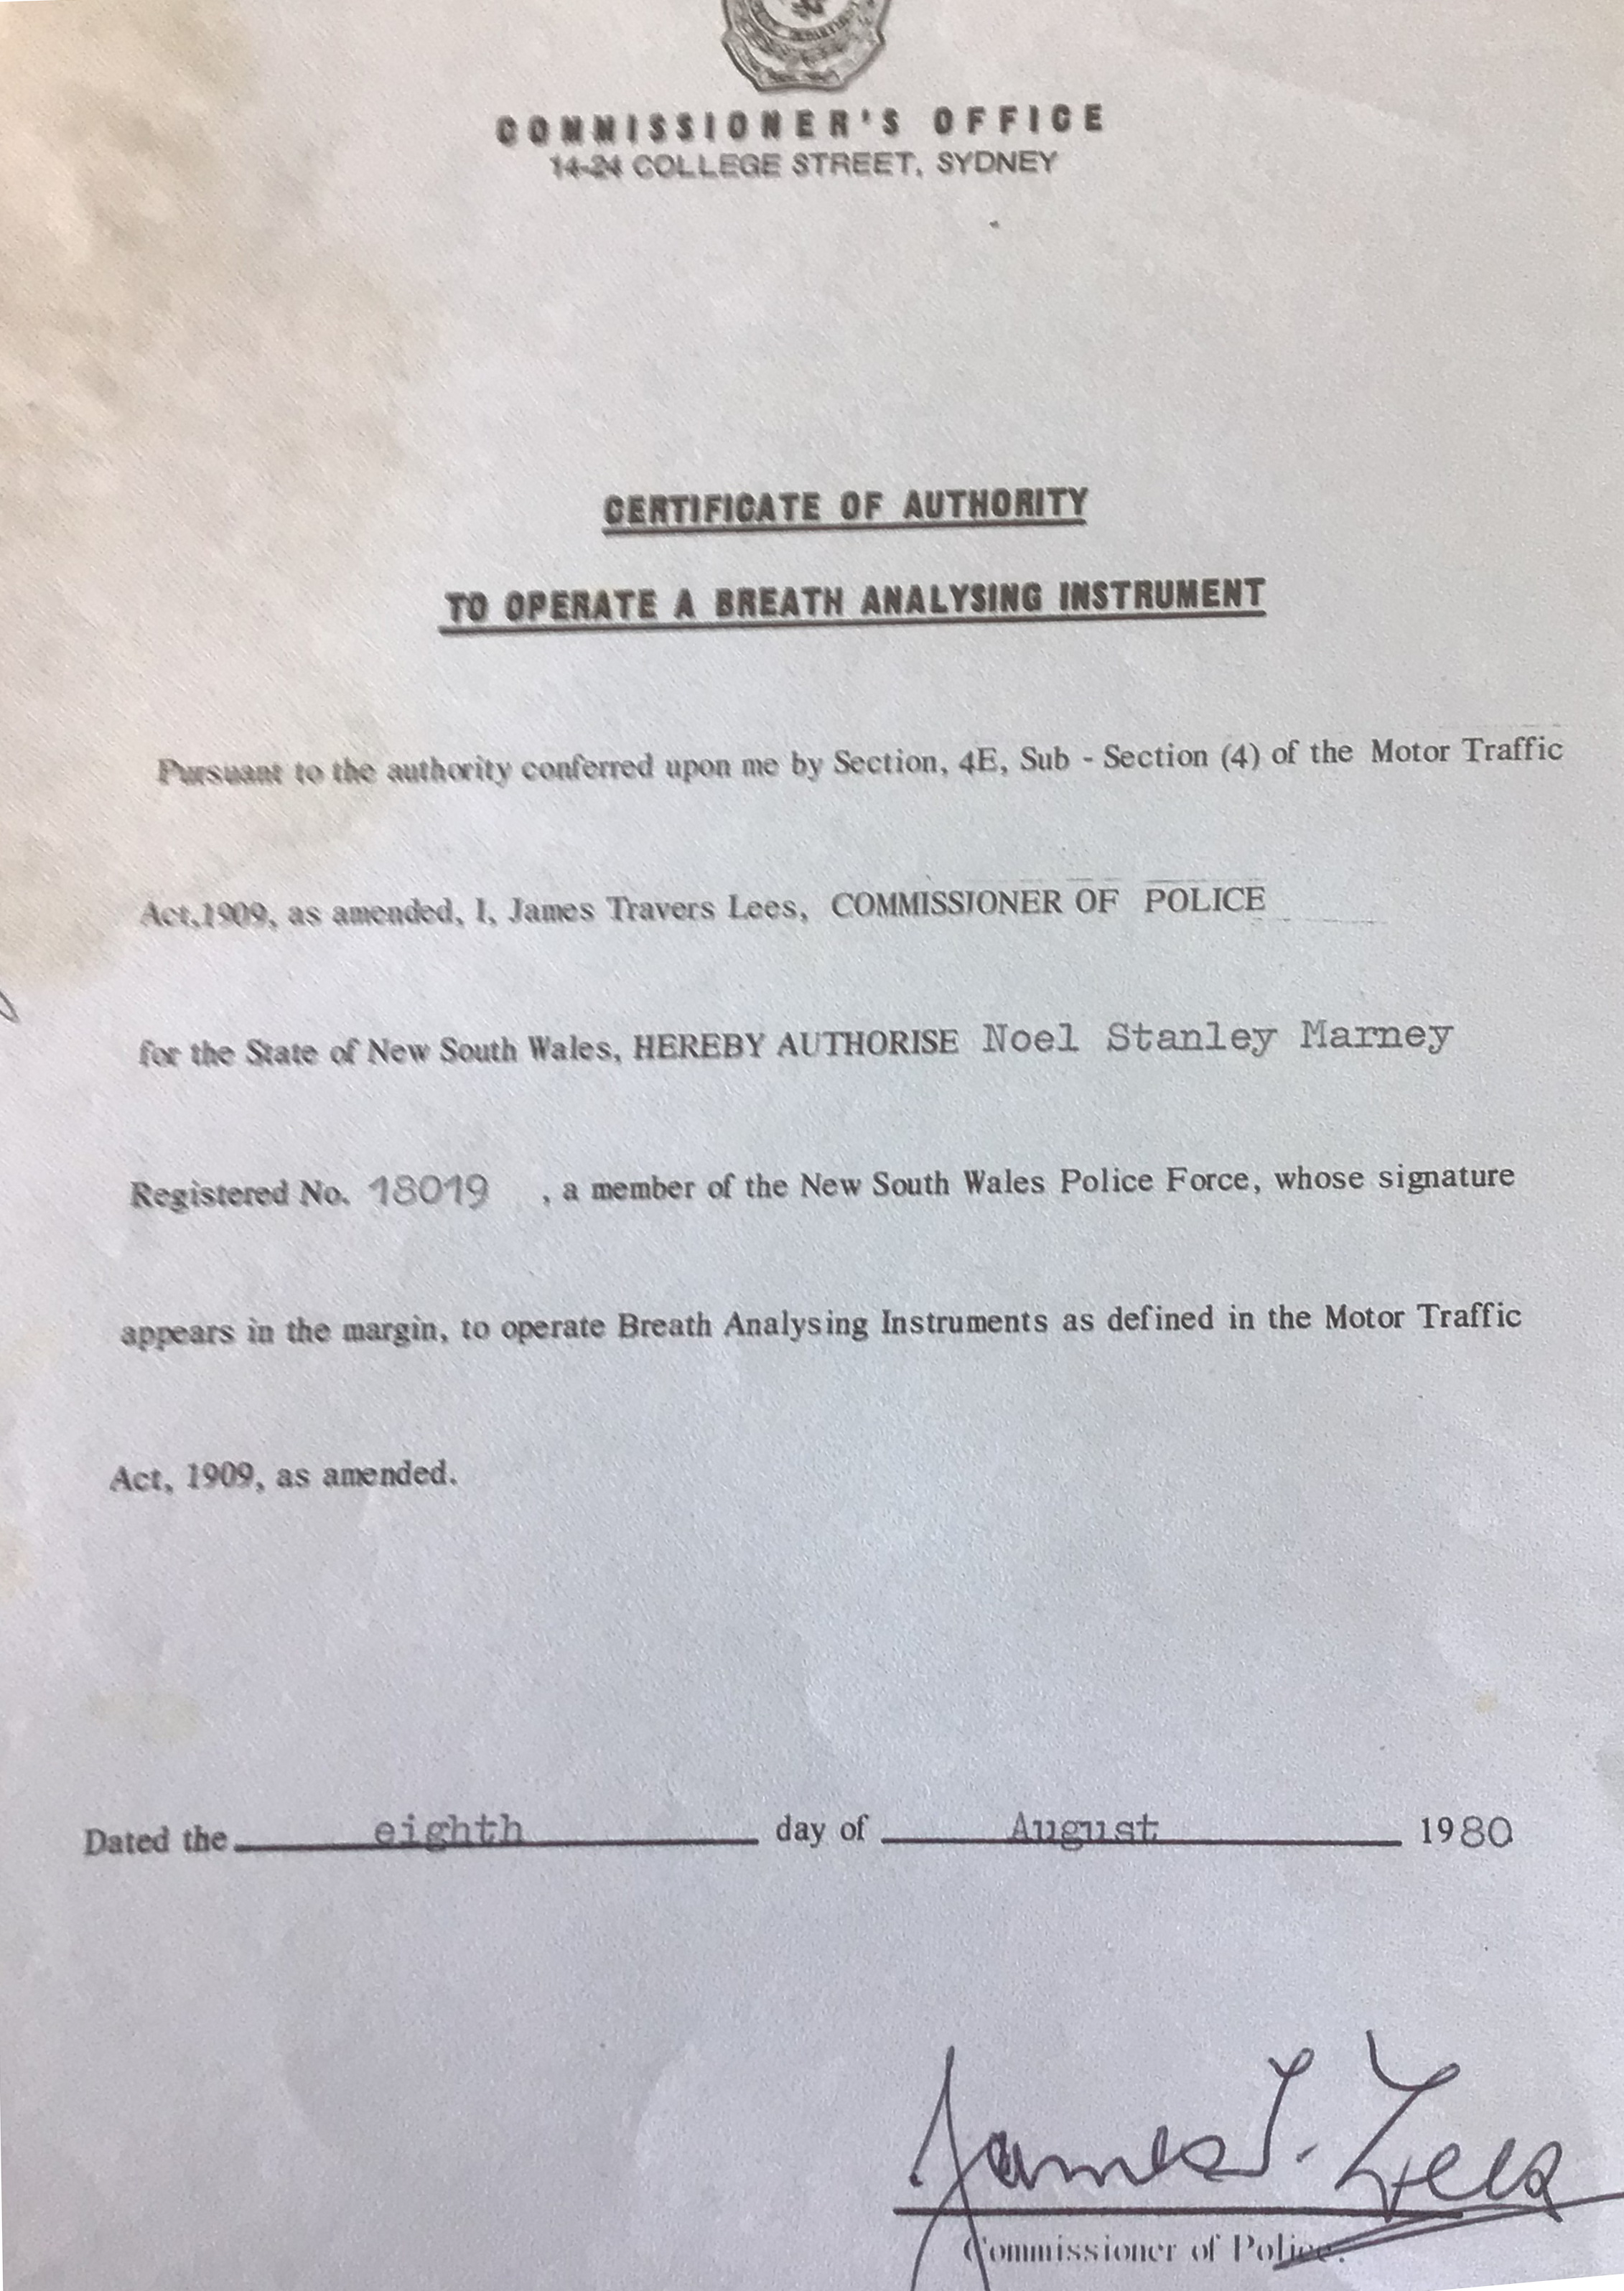 COMMISSIONER'S OFFICE
14-24 COLLEGE STREET, SYDNEY
CERTIFICATE OF AUTHORITY
TO OPERATE A BREATH ANALYSING INSTRUMENT
Pursuant to the authority conferred upon me by Section, 4E, Sub - Section (4) of the Motor Traffic
Act,1909, as amended, I, James Travers Lees, COMMISSIONER OF POLICE
for the State of New South Wales, HEREBY AUTHORISE Noel Stanley Marney
Registered No. 18019 , a member of the New South Wales Police Force, whose signature
appears in the margin, to operate Breath Analysing Instruments as defined in the Motor Traffic
Act, 1909, as amended.
Dated the eighth day of August 1980
James T. Lees
Commissioner of Police.